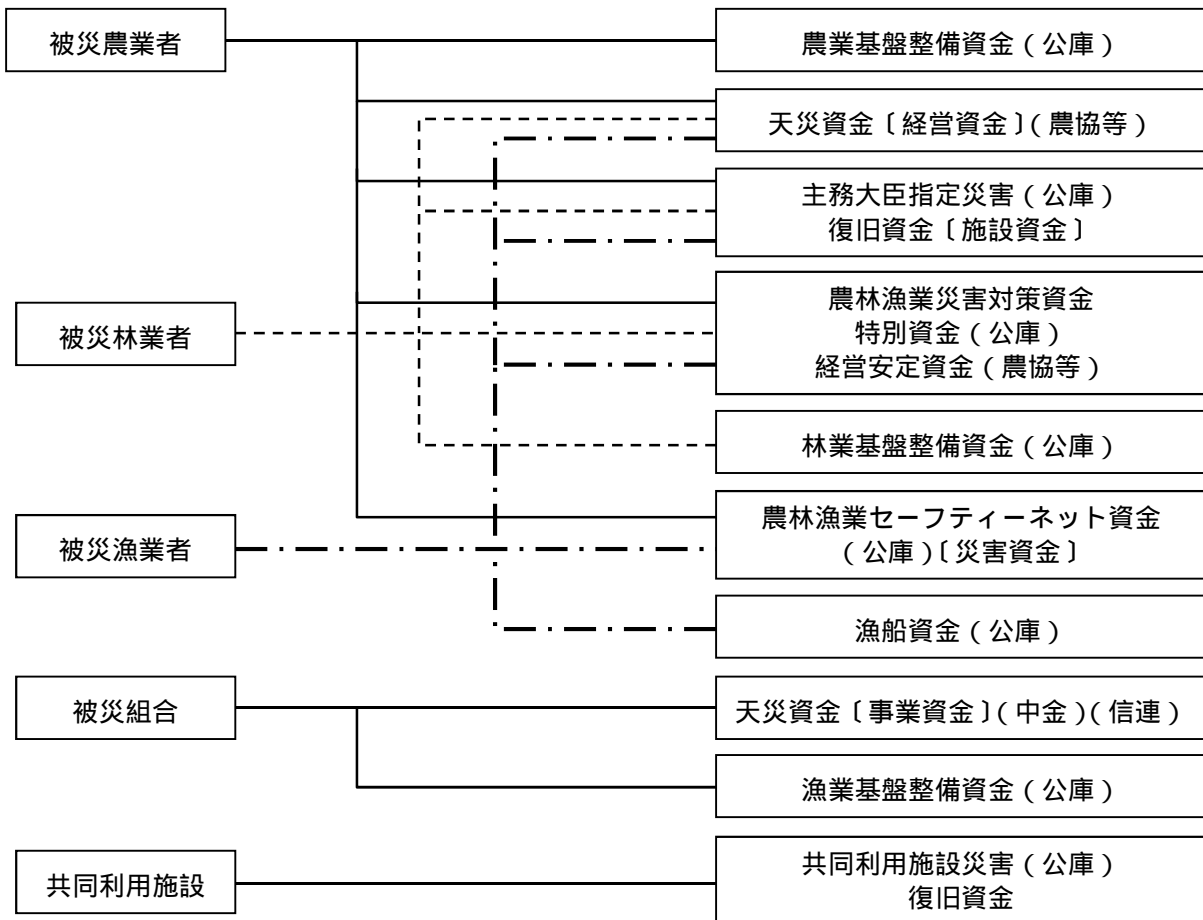 被災農業者
農業基盤整備資金（公庫）
天災資金〔経営資金〕（農協等）
主務大臣指定災害（公庫）
復旧資金〔施設資金〕
被災林業者
農林漁業災害対策資金
特別資金（公庫）
経営安定資金（農協等）
林業基盤整備資金（公庫）
被災漁業者
農林漁業セーフティーネット資金
（公庫）〔災害資金〕
漁船資金（公庫）
被災組合
天災資金〔事業資金〕（中金）（信連）
漁業基盤整備資金（公庫）
共同利用施設
共同利用施設災害（公庫）
復旧資金